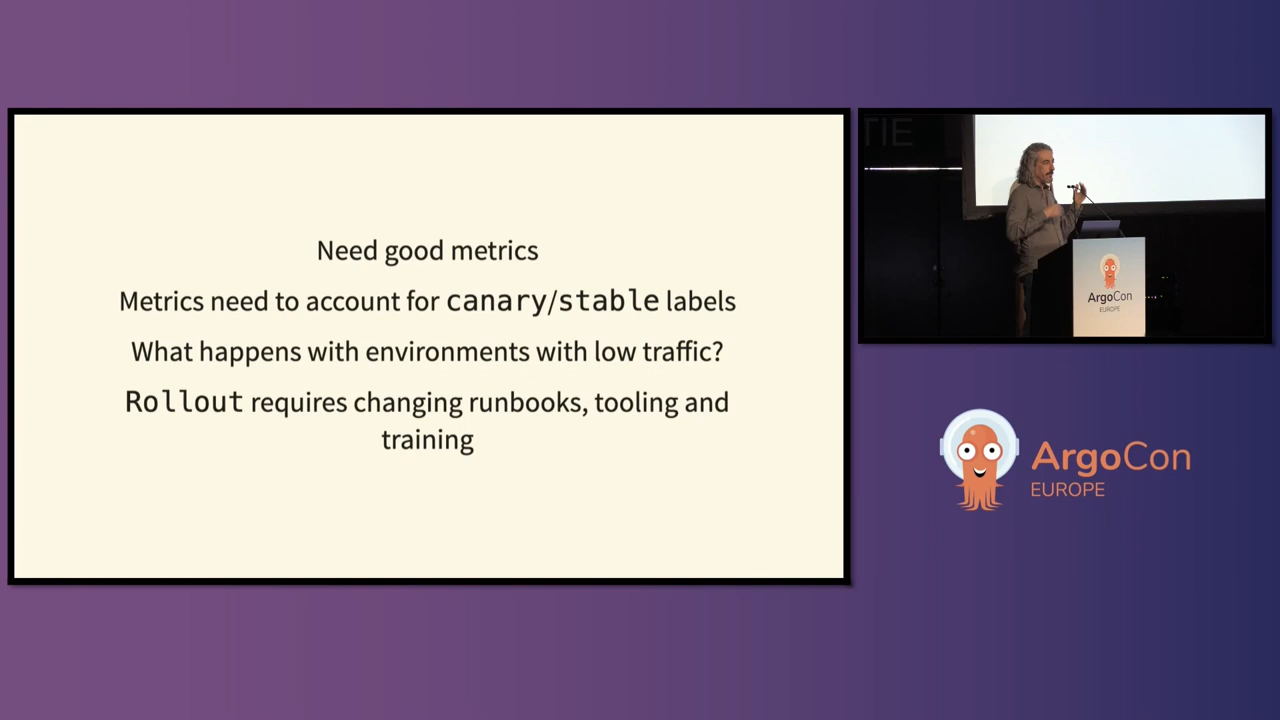 Need good metrics
Metrics need to account for canary/stable labels
What happens with environments with low traffic?
Rollout requires changing runbooks, tooling and
training
TIE
ArgoCon
EUROPE
ArgoCon
EUROPE